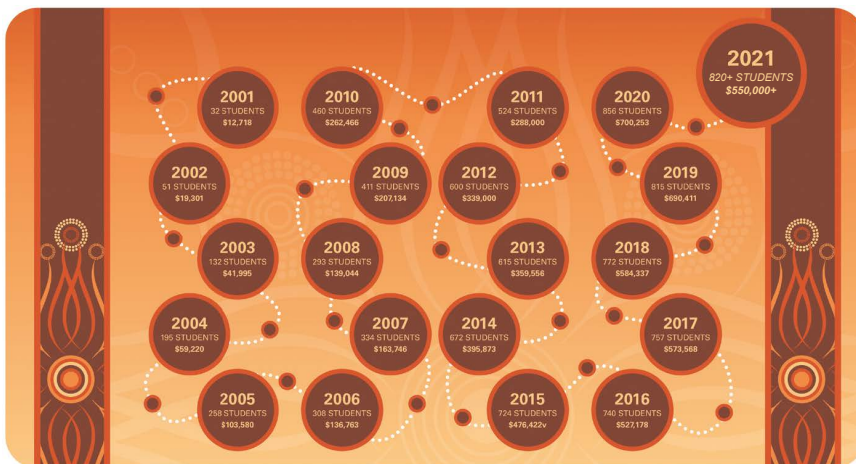 2021
820+ STUDENTS
$550,000+
2001
32 STUDENTS
$12,718
2010
460 STUDENTS
$262,466
2011
524 STUDENTS
$288,000
2020
856 STUDENTS
$700,253
2002
51 STUDENTS
$19,301
2009
411 STUDENTS
$207,134
2012
600 STUDENTS
$339,000
2019
815 STUDENTS
$690,411
2003
132 STUDENTS
$41,995
2008
293 STUDENTS
$139,044
2013
615 STUDENTS
$359,556
2018
772 STUDENTS
$584,337
2004
195 STUDENTS
$59,220
2007
334 STUDENTS
$163,746
2014
672 STUDENTS
$395,873
2017
757 STUDENTS
$573,568
2005
258 STUDENTS
$103,580
2006
308 STUDENTS
$136,763
2015
724 STUDENTS
$476,422v
2016
740 STUDENTS
$527,178